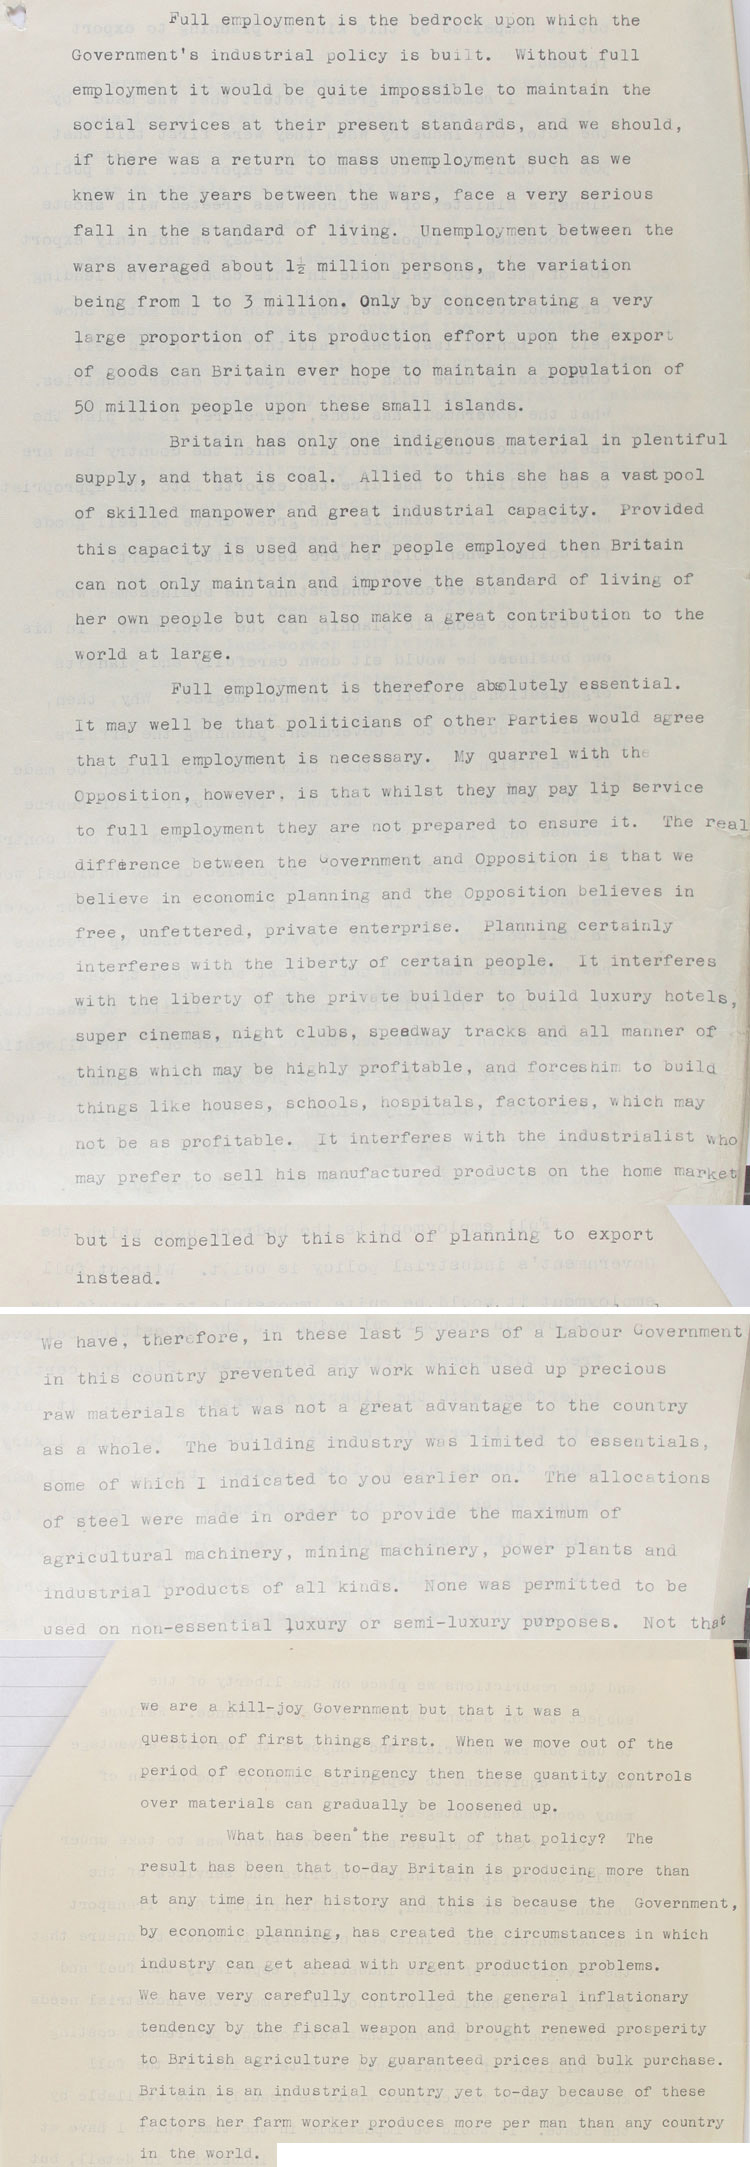 Full employment is the bedrock upon which the
Government's industrial policy is built. Without full
employment it would be quite impossible to maintain the
social services at their present standards, and we should,
if there was a return to mass unemployment such as we
knew in the years between the wars, face a very serious
fall in the standard of living. Unemployment between the
wars averaged about 1½ million persons, the variation
being from 1 to 3 million. Only by concentrating a very
large proportion of its production effort upon the export
of goods can Britain ever hope to maintain a population of
50 million people upon these small islands.
Britain has only one indigenous material in plentiful
supply, and that is coal. Allied to this she has a vast pool
of skilled manpower and great industrial capacity. Provided
this capacity is used and her people employed then Britain
can not only maintain and improve the standard of living of
her own people but can also make a great contribution to the
world at large.
Full employment is therefore absolutely essential.
It may well be that politicians of other Parties would agree
that full employment is necessary. My quarrel with the
Opposition, however, is that whilst they may pay lip service
to full employment they are not prepared to ensure it. The real
difference between the Government and Opposition is that we
believe in economic planning and the Opposition believes in
free, unfettered, private enterprise. Planning certainly
interferes with the liberty of certain people. It interferes
with the liberty of the private builder to build luxury hotels,
super cinemas, night clubs, speedway tracks and all manner of
things which may be highly profitable, and forceshim to build
things like houses, schools, hospitals, factories, which may
not be as profitable. It interferes with the industrialist who
may prefer to sell his manufactured products on the home market
but is compelled by this kind of planning to export
instead.
We have, therefore, in these last 5 years of a Labour Government
in this country prevented any work which used up precious
raw materials that was not a great advantage to the country
as a whole. The building industry was limited to essentials,
some of which I indicated to you earlier on. The allocations
of steel were made in order to provide the maximum of
agricultural machinery, mining machinery, power plants and
industrial products of all kinds. None was permitted to be
used on non-essential luxury or semi-luxury purposes. Not that
we are a kill-joy Government but that it was a
question of first things first. When we move out of the
period of economic stringency then these quantity controls
over materials can gradually be loosened up.
What has been the result of that policy? The
result has been that to-day Britain is producing more than
at any time in her history and this is because the Government,
by economic planning, has created the circumstances in which
industry can get ahead with urgent production problems.
We have very carefully controlled the general inflationary
tendency by the fiscal weapon and brought renewed prosperity
to British agriculture by guaranteed prices and bulk purchase.
Britain is an industrial country yet to-day because of these
factors her farm worker produces more per man than any country
in the world.